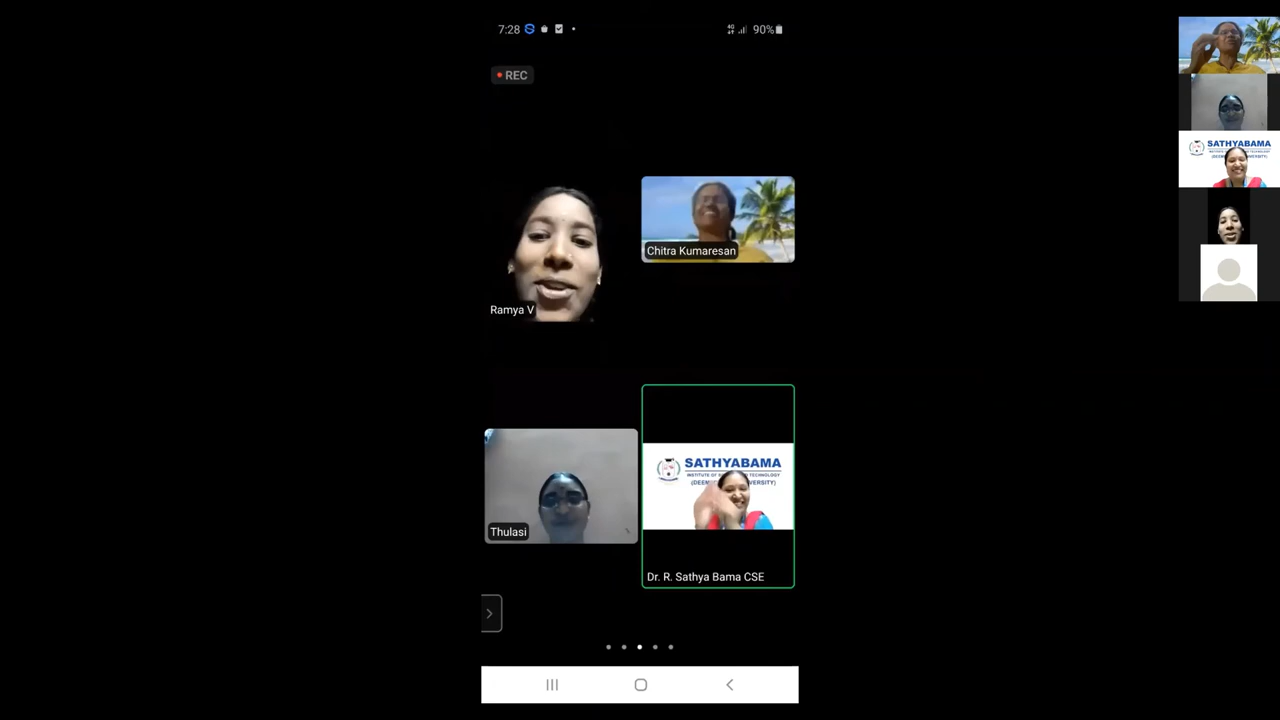 7:28
4G
90%
REC
Ramya V
Chitra Kumaresan
Thulasi
SATHYABAMA
INSTITUTE OF
TECHNOLOGY
(DEEM
VERSITY)
Dr. R. Sathya Bama CSE
SATHYABAMA